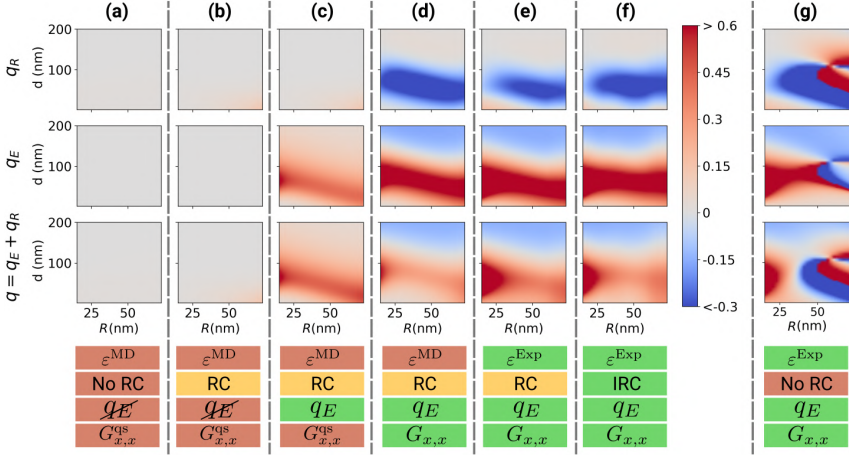 (a) (b) (c) (d) (e) (f) (g)
q_R d (nm) 200 100 > 0.6
0.45
q_E d (nm) 200 100 0.30
0.15
q = q_E + q_R d (nm) 200 100 0
-0.15
<-0.3
25 50 25 50 25 50 25 50 25 50 25 50 25 50
R(nm) R(nm) R(nm) R(nm) R(nm) R(nm) R(nm)
ε^MD ε^MD ε^MD ε^MD ε^Exp ε^Exp ε^Exp
No RC RC RC RC RC IRC No RC
q_E q_E q_E q_E q_E q_E q_E
G^qs_x,x G^qs_x,x G^qs_x,x G_x,x G_x,x G_x,x G_x,x